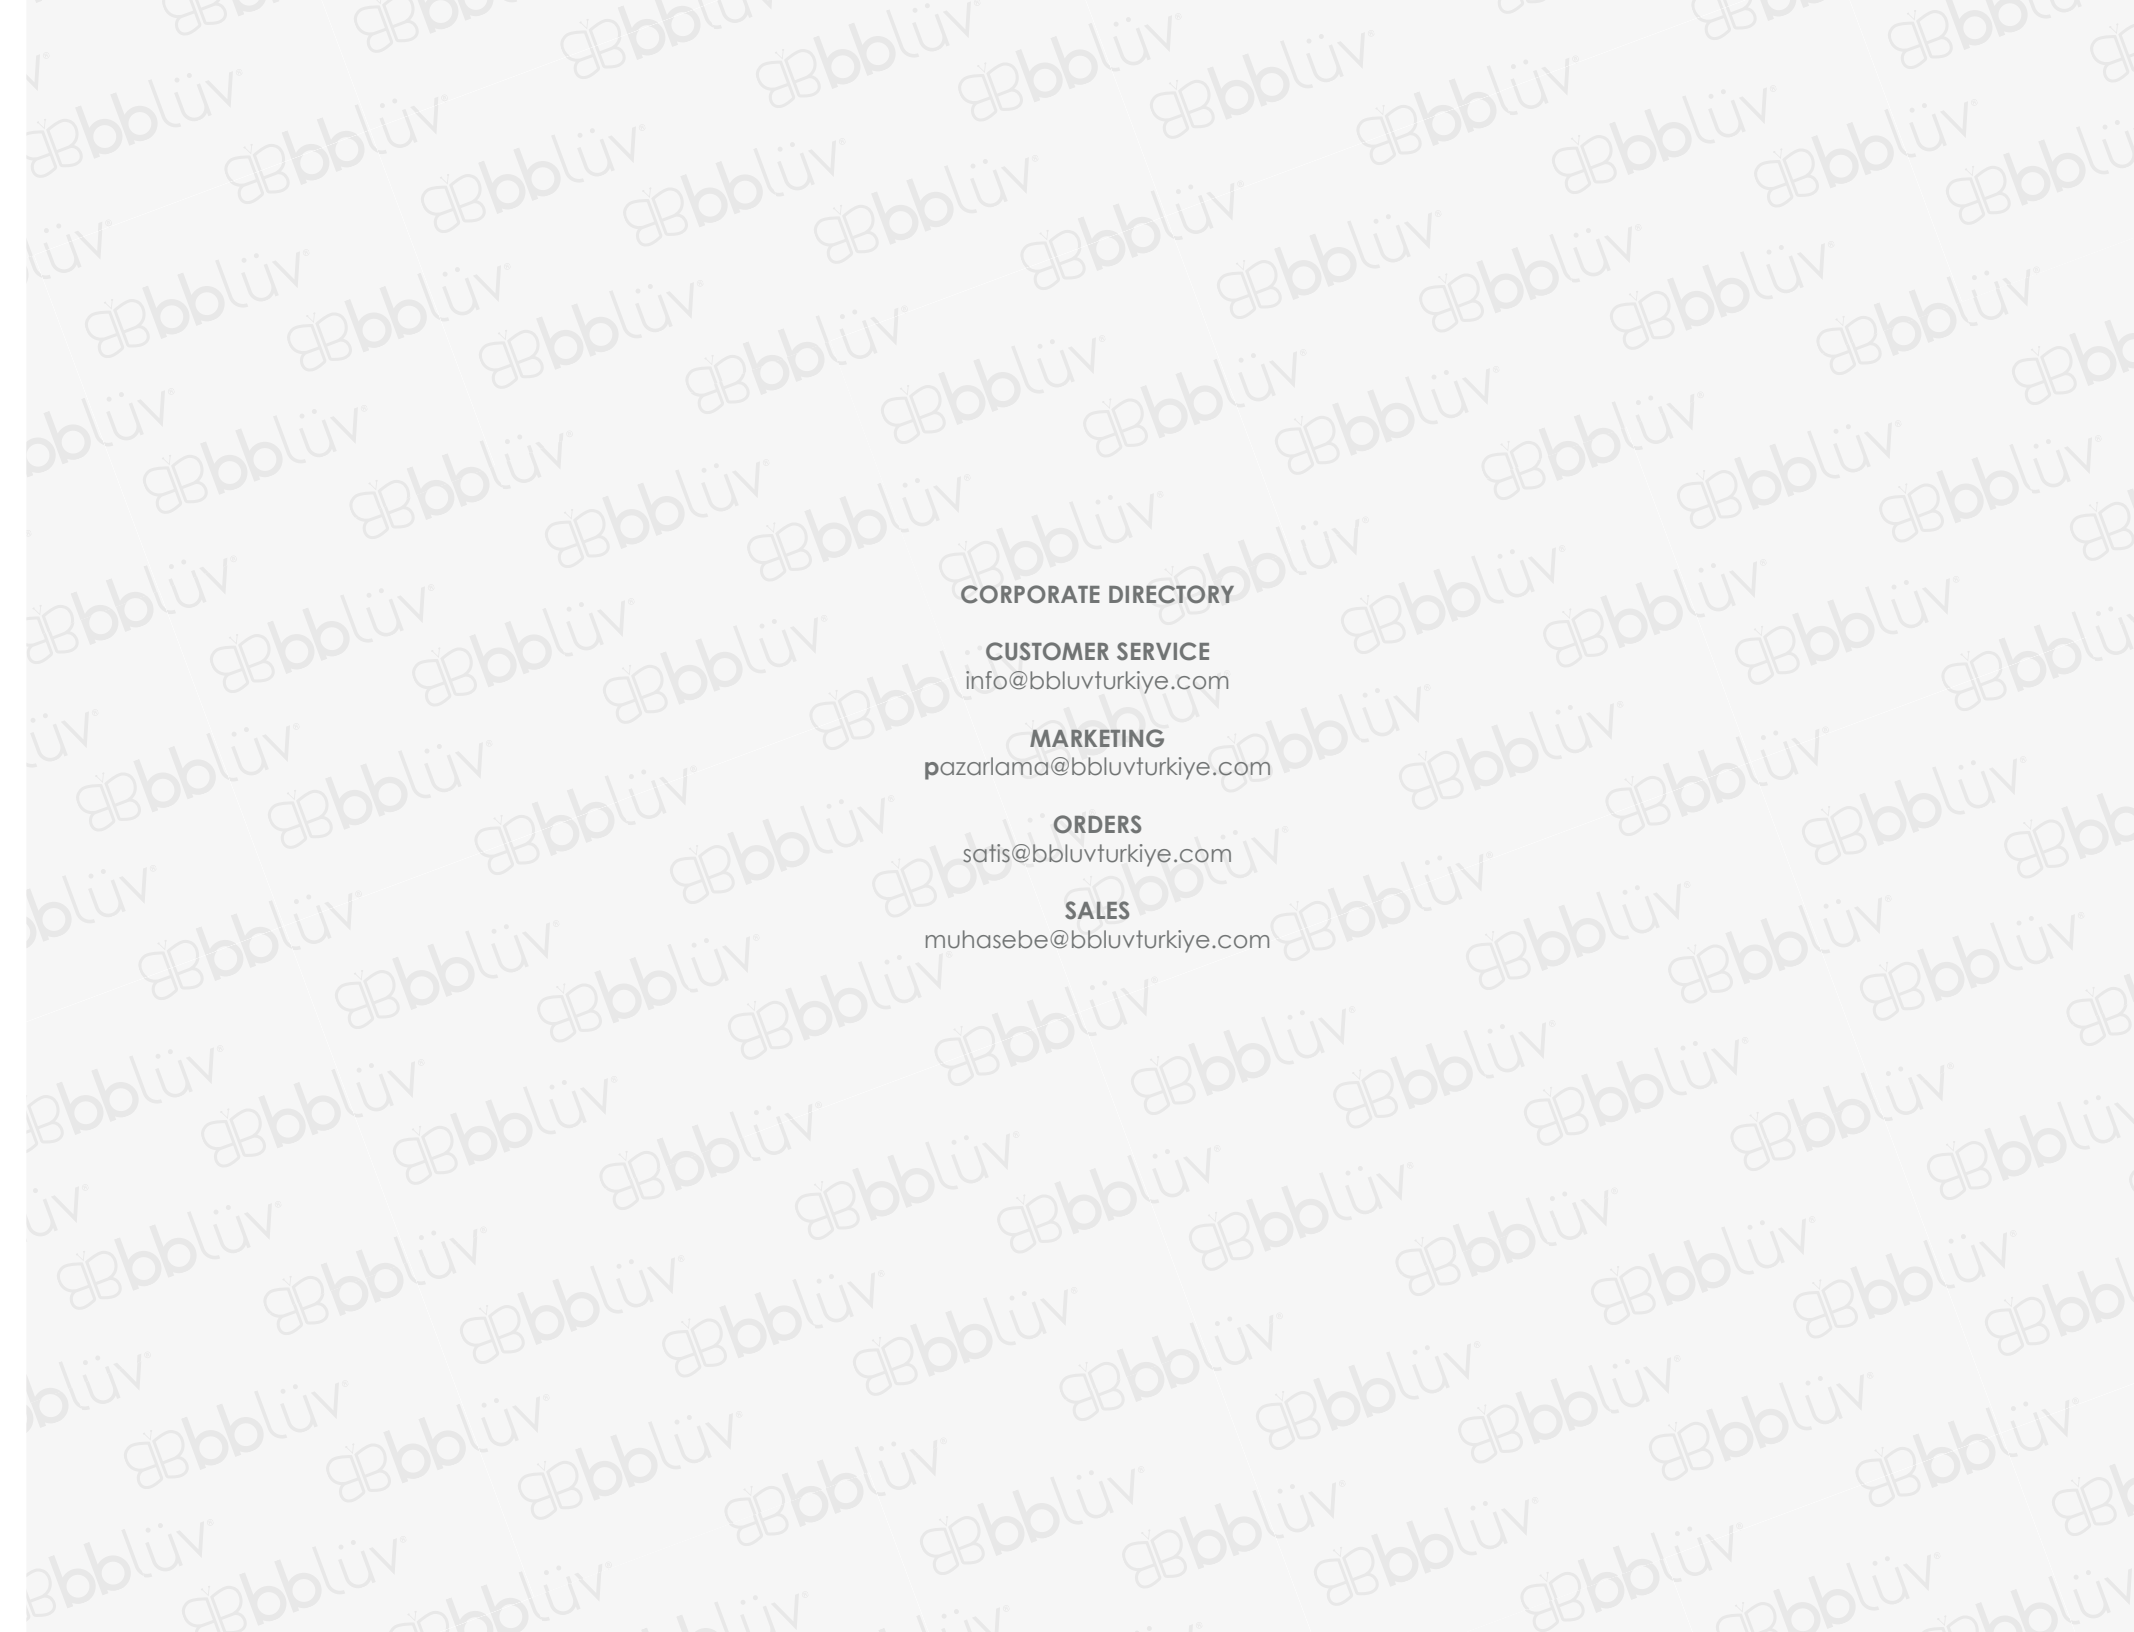 CORPORATE DIRECTORY
CUSTOMER SERVICE
info@bbluvturkiye.com
MARKETING
pazarlama@bbluvturkiye.com
ORDERS
satis@bbluvturkiye.com
SALES
muhasebe@bbluvturkiye.com
bblüv